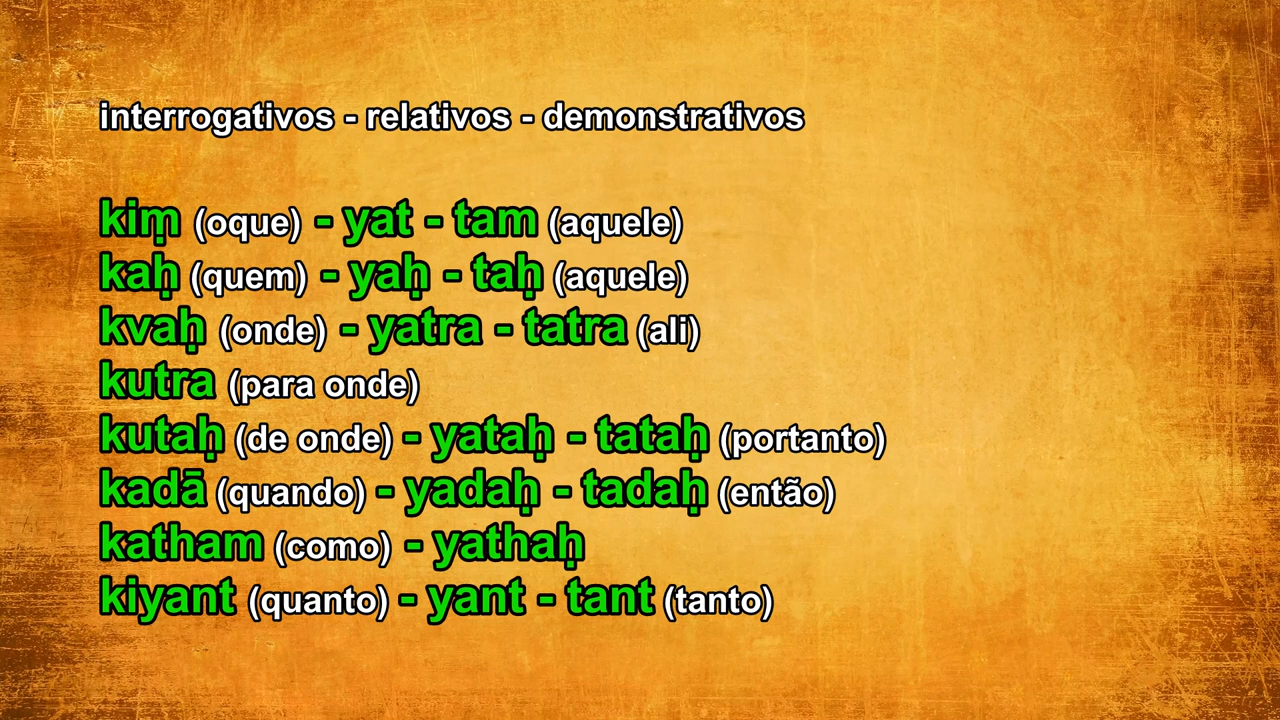 interrogativos - relativos - demonstrativos
kiṃ (oque) - yat - tam (aquele)
kaḥ (quem) - yaḥ - taḥ (aquele)
kvaḥ (onde) - yatra - tatra (ali)
kutra (para onde)
kutaḥ (de onde) - yataḥ - tataḥ (portanto)
kadā (quando) - yadaḥ - tadaḥ (então)
katham (como) - yathaḥ
kiyant (quanto) - yant - tant (tanto)